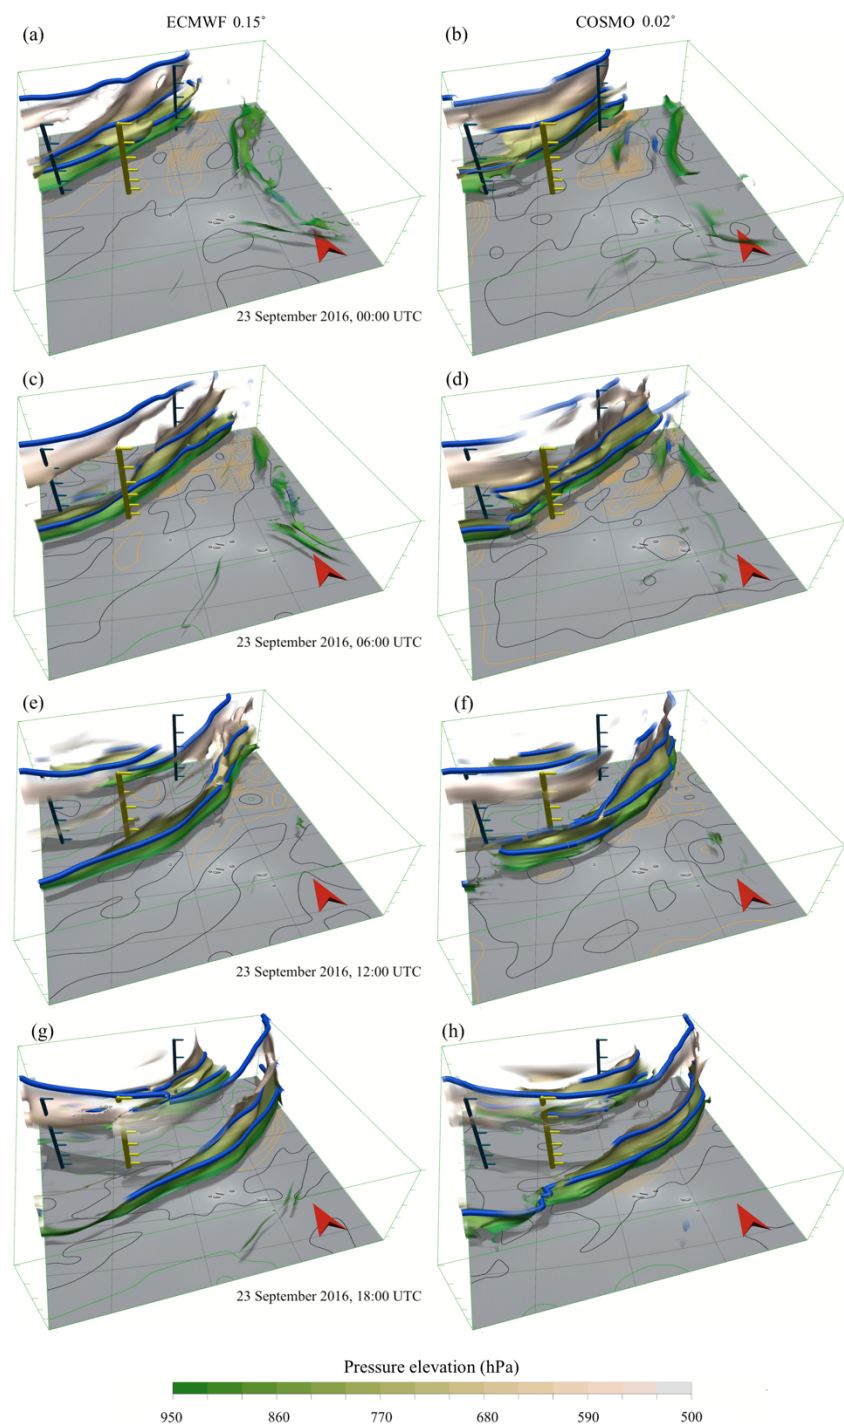 ECMWF 0.15° COSMO 0.02°
(a) (b)
23 September 2016, 00:00 UTC
(c) (d)
23 September 2016, 06:00 UTC
(e) (f)
23 September 2016, 12:00 UTC
(g) (h)
23 September 2016, 18:00 UTC
Pressure elevation (hPa)
950 860 770 680 590 500